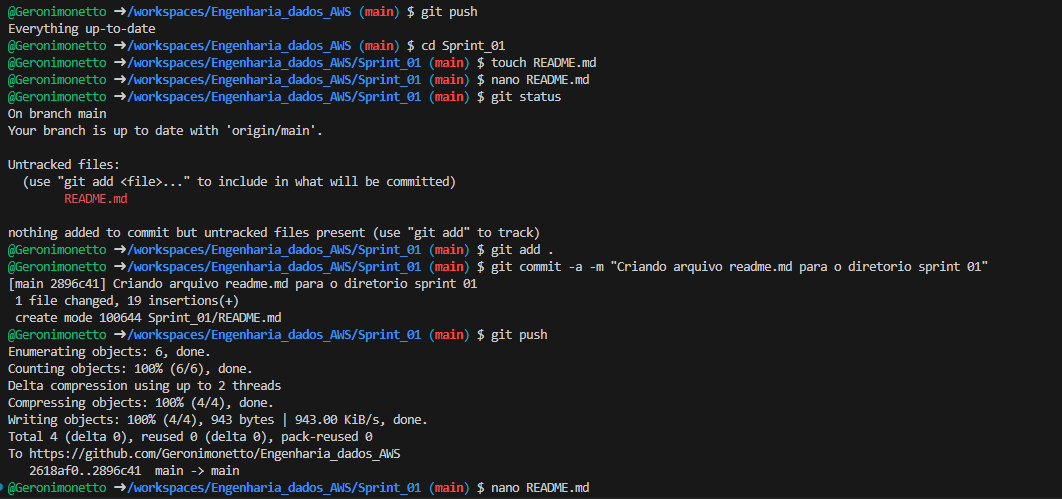 @Geronimonetto ➜/workspaces/Engenharia_dados_AWS (main) $ git push
Everything up-to-date
@Geronimonetto ➜/workspaces/Engenharia_dados_AWS (main) $ cd Sprint_01
@Geronimonetto ➜/workspaces/Engenharia_dados_AWS/Sprint_01 (main) $ touch README.md
@Geronimonetto ➜/workspaces/Engenharia_dados_AWS/Sprint_01 (main) $ nano README.md
@Geronimonetto ➜/workspaces/Engenharia_dados_AWS/Sprint_01 (main) $ git status
On branch main
Your branch is up to date with 'origin/main'.

Untracked files:
  (use "git add <file>..." to include in what will be committed)
        README.md

nothing added to commit but untracked files present (use "git add" to track)
@Geronimonetto ➜/workspaces/Engenharia_dados_AWS/Sprint_01 (main) $ git add .
@Geronimonetto ➜/workspaces/Engenharia_dados_AWS/Sprint_01 (main) $ git commit -a -m "Criando arquivo readme.md para o diretorio sprint 01"
[main 2896c41] Criando arquivo readme.md para o diretorio sprint 01
 1 file changed, 19 insertions(+)
 create mode 100644 Sprint_01/README.md
@Geronimonetto ➜/workspaces/Engenharia_dados_AWS/Sprint_01 (main) $ git push
Enumerating objects: 6, done.
Counting objects: 100% (6/6), done.
Delta compression using up to 2 threads
Compressing objects: 100% (4/4), done.
Writing objects: 100% (4/4), 943 bytes | 943.00 KiB/s, done.
Total 4 (delta 0), reused 0 (delta 0), pack-reused 0
To https://github.com/Geronimonetto/Engenharia_dados_AWS
   2618af0..2896c41  main -> main
@Geronimonetto ➜/workspaces/Engenharia_dados_AWS/Sprint_01 (main) $ nano README.md